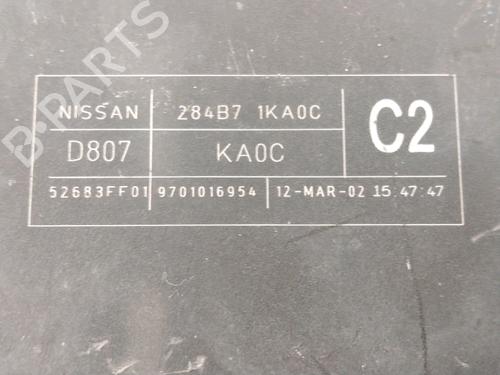 B-PARTS
NISSAN 284B7 1KA0C C2
D807 KA0C
52683FF01 9701016954 12-MAR-02 15:47:47